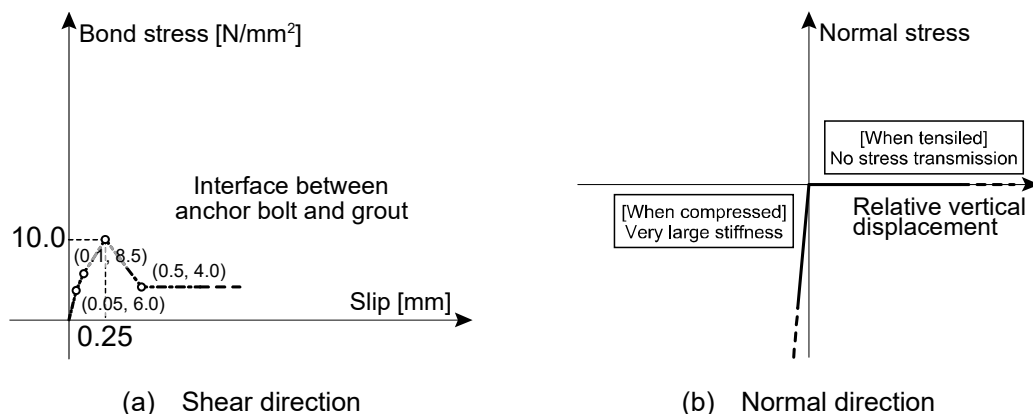 Bond stress [N/mm²]
Interface between
anchor bolt and grout
10.0
(0.1, 8.5)
(0.5, 4.0)
(0.05, 6.0)
Slip [mm]
0.25
(a) Shear direction
Normal stress
[When tensiled]
No stress transmission
[When compressed]
Very large stiffness
Relative vertical
displacement
(b) Normal direction